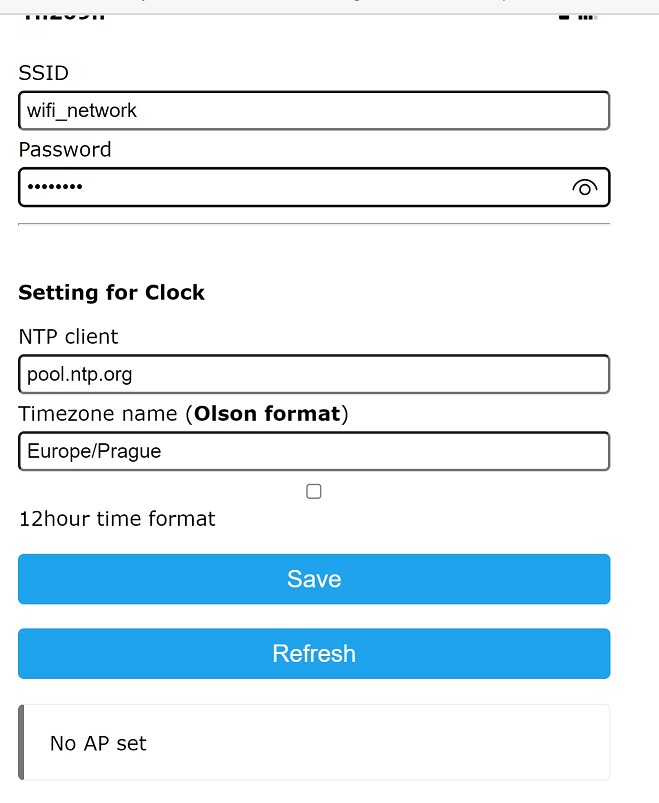 SSID
wifi_network
Password
••••••••
Setting for Clock
NTP client
pool.ntp.org
Timezone name (Olson format)
Europe/Prague
12hour time format
Save
Refresh
No AP set